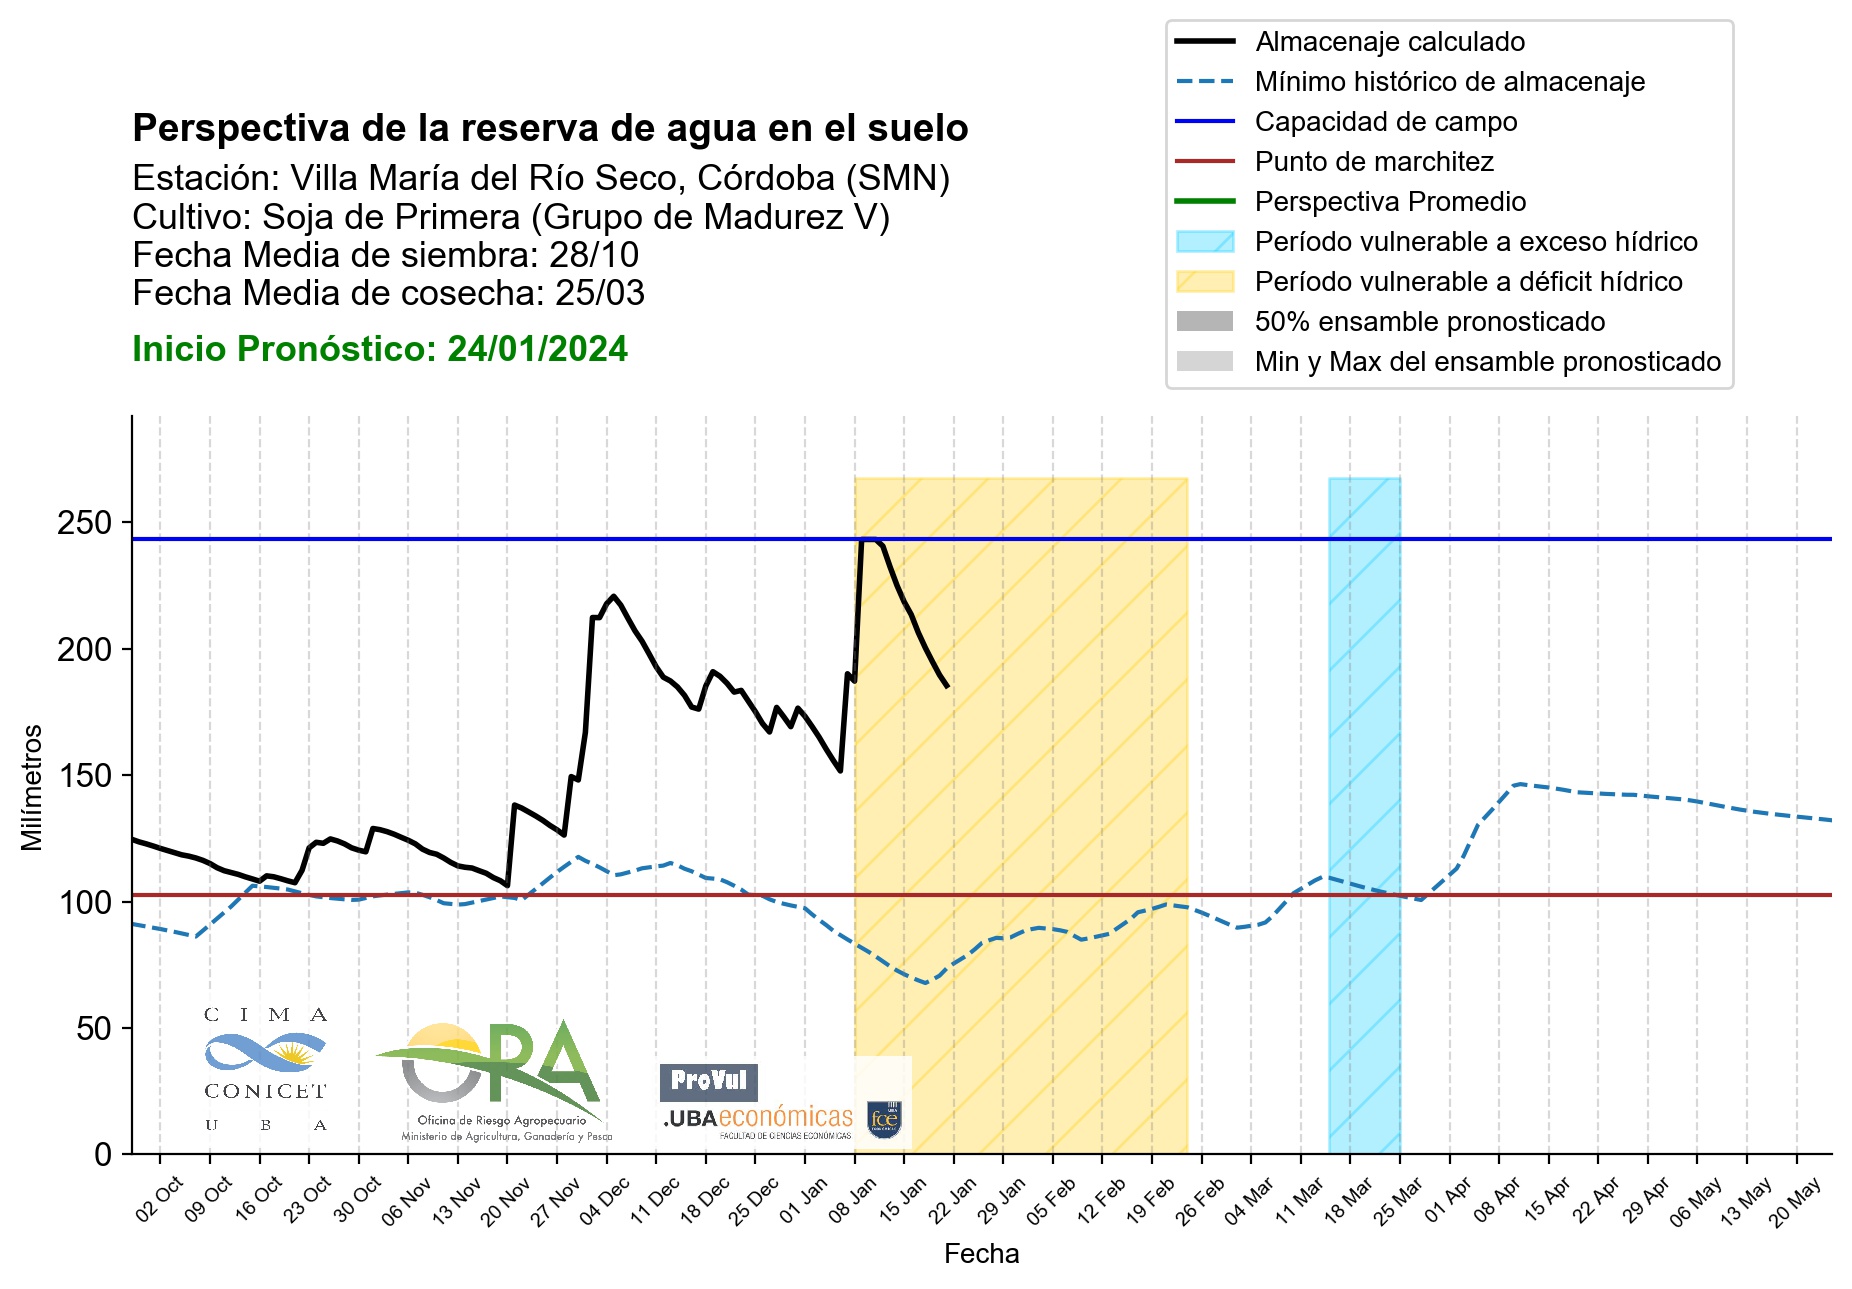 Almacenaje calculado
Mínimo histórico de almacenaje
Capacidad de campo
Punto de marchitez
Perspectiva Promedio
Período vulnerable a exceso hídrico
Período vulnerable a déficit hídrico
50% ensamble pronosticado
Min y Max del ensamble pronosticado
Perspectiva de la reserva de agua en el suelo
Estación: Villa María del Río Seco, Córdoba (SMN)
Cultivo: Soja de Primera (Grupo de Madurez V)
Fecha Media de siembra: 28/10
Fecha Media de cosecha: 25/03
Inicio Pronóstico: 24/01/2024
Milímetros
250
200
150
100
50
0
C I M A
CONICET
U B A
OPA
Oficina de Riesgo Agropecuario
Ministerio de Agricultura, Ganadería y Pesca
ProVul
.UBAeconómicas
FACULTAD DE CIENCIAS ECONÓMICAS
fce
02 Oct
09 Oct
16 Oct
23 Oct
30 Oct
06 Nov
13 Nov
20 Nov
27 Nov
04 Dec
11 Dec
18 Dec
25 Dec
01 Jan
08 Jan
15 Jan
22 Jan
29 Jan
05 Feb
12 Feb
19 Feb
26 Feb
04 Mar
11 Mar
18 Mar
25 Mar
01 Apr
08 Apr
15 Apr
22 Apr
29 Apr
06 May
13 May
20 May
Fecha